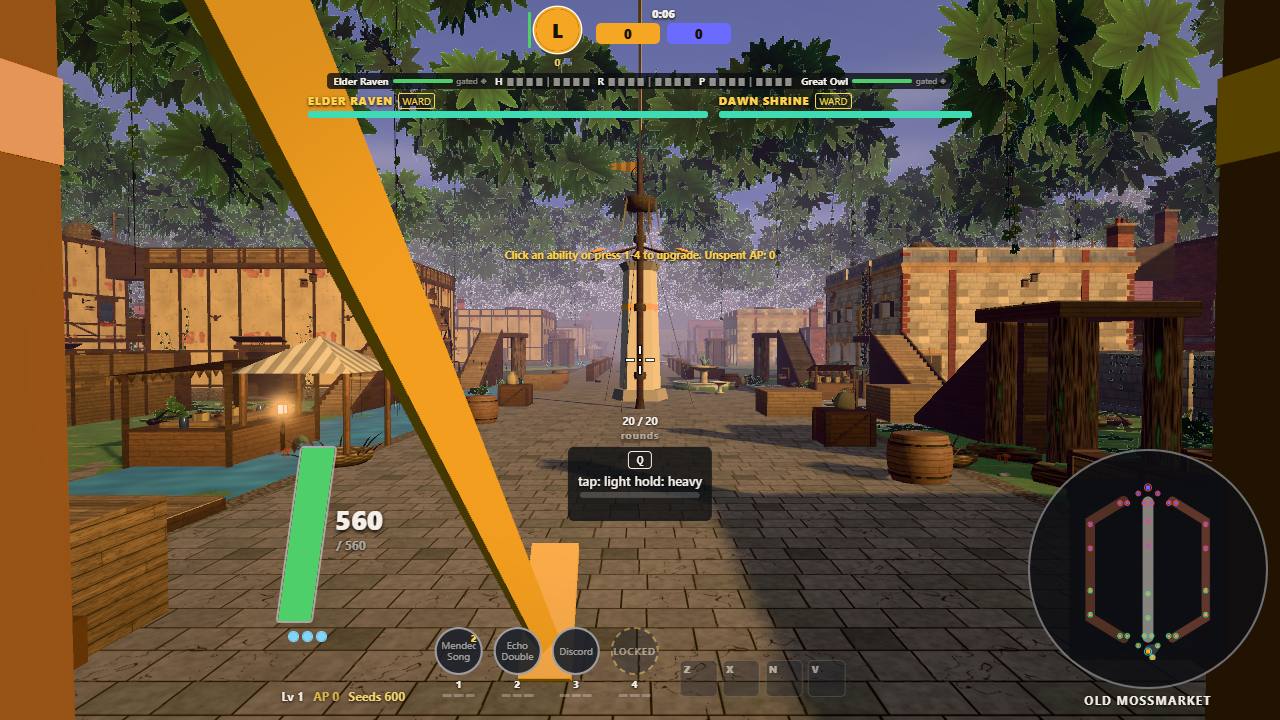 0:06
L
0
0
0
Elder Raven gated H R P Great Owl gated
ELDER RAVEN WARD
DAWN SHRINE WARD
Click an ability or press 1-4 to upgrade. Unspent AP: 0
20 / 20
rounds
Q
tap: light hold: heavy
560
/ 560
2
Mender Song
Echo Double
Discord
LOCKED
1 2 3 4
Z X N V
Lv 1 AP 0 Seeds 600
OLD MOSSMARKET